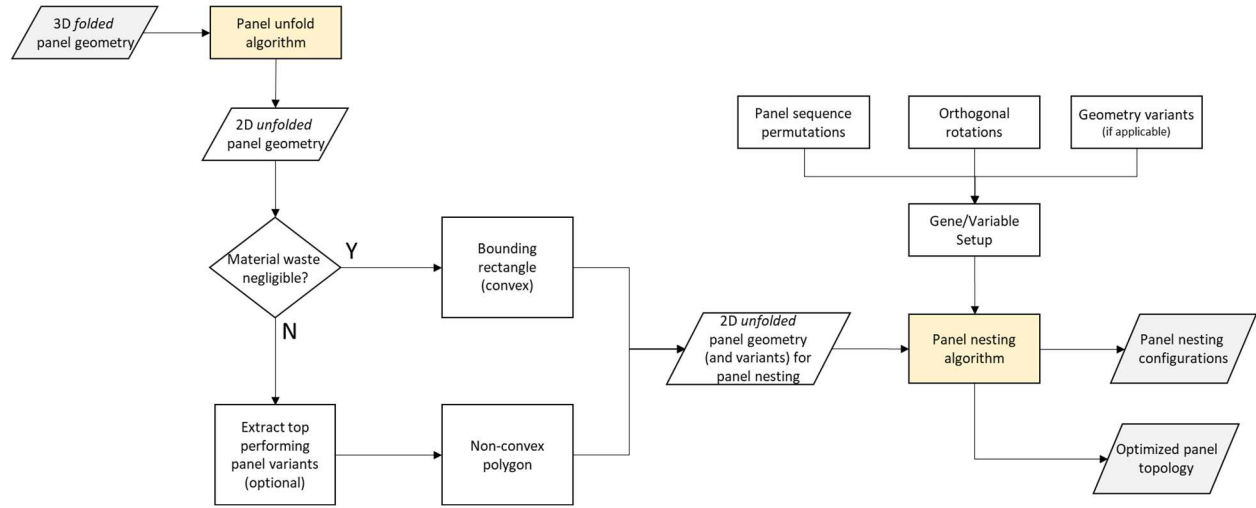 3D folded
panel geometry
Panel unfold
algorithm
2D unfolded
panel geometry
Material waste
negligible?
Y
N
Bounding
rectangle
(convex)
Extract top
performing
panel variants
(optional)
Non-convex
polygon
2D unfolded
panel geometry
(and variants) for
panel nesting
Panel sequence
permutations
Orthogonal
rotations
Geometry variants
(if applicable)
Gene/Variable
Setup
Panel nesting
algorithm
Panel nesting
configurations
Optimized panel
topology